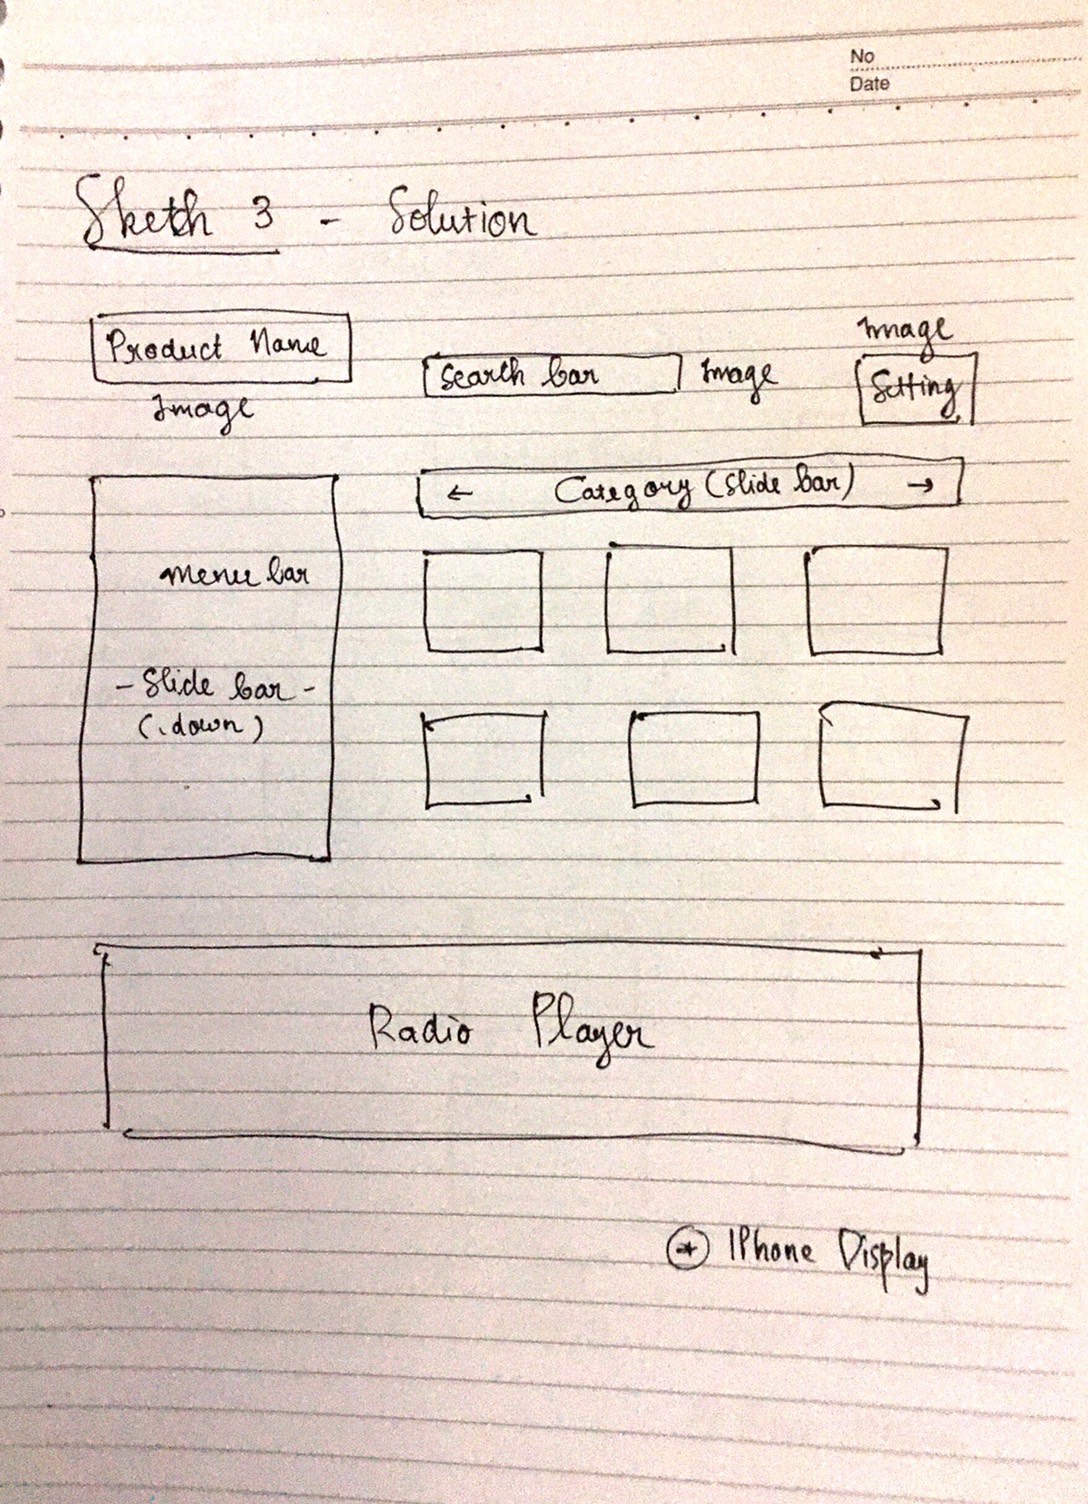 No
Date
Sketch 3 - Solution
Product Name
Image
Search bar
Image
Image
Setting
← Category (Slide bar) →
Menu bar
- Slide bar -
(.down)
Radio Player
* IPhone Display